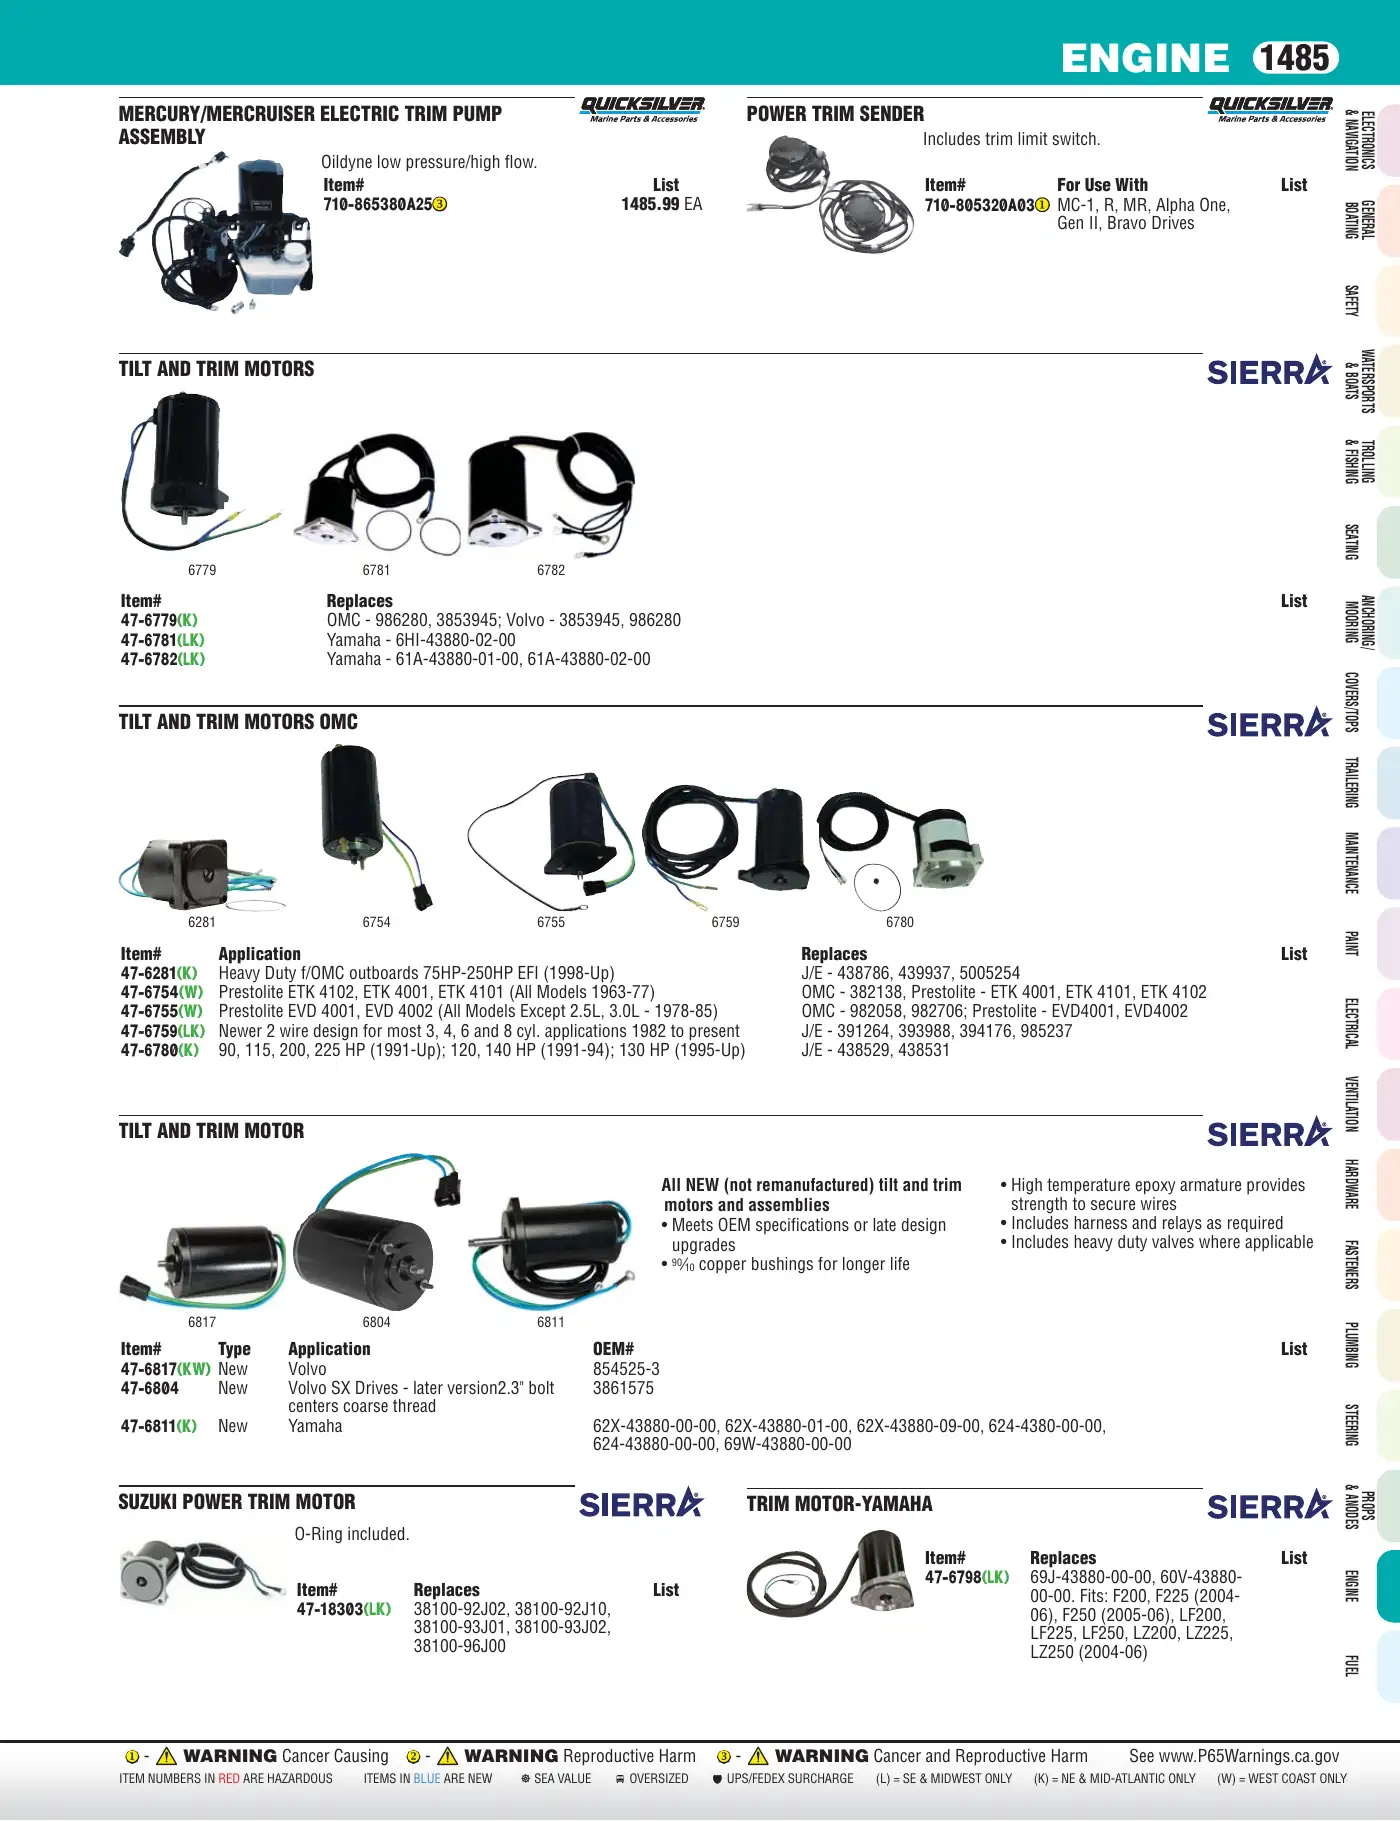 ENGINE 1485
MERCURY/MERCRUISER ELECTRIC TRIM PUMP
ASSEMBLY
QUICKSILVER
Marine Parts & Accessories
Oildyne low pressure/high flow.
Item# List
710-865380A25③ 1485.99 EA
POWER TRIM SENDER
QUICKSILVER
Marine Parts & Accessories
Includes trim limit switch.
Item# For Use With List
710-805320A03① MC-1, R, MR, Alpha One,
Gen II, Bravo Drives
TILT AND TRIM MOTORS
SIERRA
6779 6781 6782
Item# Replaces List
47-6779(K) OMC - 986280, 3853945; Volvo - 3853945, 986280
47-6781(LK) Yamaha - 6HI-43880-02-00
47-6782(LK) Yamaha - 61A-43880-01-00, 61A-43880-02-00
TILT AND TRIM MOTORS OMC
SIERRA
6281 6754 6755 6759 6780
Item# Application Replaces List
47-6281(K) Heavy Duty f/OMC outboards 75HP-250HP EFI (1998-Up) J/E - 438786, 439937, 5005254
47-6754(W) Prestolite ETK 4102, ETK 4001, ETK 4101 (All Models 1963-77) OMC - 382138, Prestolite - ETK 4001, ETK 4101, ETK 4102
47-6755(W) Prestolite EVD 4001, EVD 4002 (All Models Except 2.5L, 3.0L - 1978-85) OMC - 982058, 982706; Prestolite - EVD4001, EVD4002
47-6759(LK) Newer 2 wire design for most 3, 4, 6 and 8 cyl. applications 1982 to present J/E - 391264, 393988, 394176, 985237
47-6780(K) 90, 115, 200, 225 HP (1991-Up); 120, 140 HP (1991-94); 130 HP (1995-Up) J/E - 438529, 438531
TILT AND TRIM MOTOR
SIERRA
6817 6804 6811
All NEW (not remanufactured) tilt and trim
motors and assemblies
• Meets OEM specifications or late design
upgrades
• 90/10 copper bushings for longer life
• High temperature epoxy armature provides
strength to secure wires
• Includes harness and relays as required
• Includes heavy duty valves where applicable
Item# Type Application OEM# List
47-6817(KW) New Volvo 854525-3
47-6804 New Volvo SX Drives - later version2.3" bolt 3861575
centers coarse thread
47-6811(K) New Yamaha 62X-43880-00-00, 62X-43880-01-00, 62X-43880-09-00, 624-4380-00-00,
624-43880-00-00, 69W-43880-00-00
SUZUKI POWER TRIM MOTOR
SIERRA
O-Ring included.
Item# Replaces List
47-18303(LK) 38100-92J02, 38100-92J10,
38100-93J01, 38100-93J02,
38100-96J00
TRIM MOTOR-YAMAHA
SIERRA
Item# Replaces List
47-6798(LK) 69J-43880-00-00, 60V-43880-
00-00. Fits: F200, F225 (2004-
06), F250 (2005-06), LF200,
LF225, LF250, LZ200, LZ225,
LZ250 (2004-06)
ELECTRONICS
& NAVIGATION
GENERAL
BOATING
SAFETY
WATERSPORTS
& BOATS
TROLLING
& FISHING
SEATING
ANCHORING/
MOORING
COVERS/TOPS
TRAILERING
MAINTENANCE
PAINT
ELECTRICAL
VENTILATION
HARDWARE
FASTENERS
PLUMBING
STEERING
PROPS
& ANODES
ENGINE
FUEL
① - ⚠ WARNING Cancer Causing ② - ⚠ WARNING Reproductive Harm ③ - ⚠ WARNING Cancer and Reproductive Harm See www.P65Warnings.ca.gov
ITEM NUMBERS IN RED ARE HAZARDOUS ITEMS IN BLUE ARE NEW SEA VALUE OVERSIZED UPS/FEDEX SURCHARGE (L) = SE & MIDWEST ONLY (K) = NE & MID-ATLANTIC ONLY (W) = WEST COAST ONLY